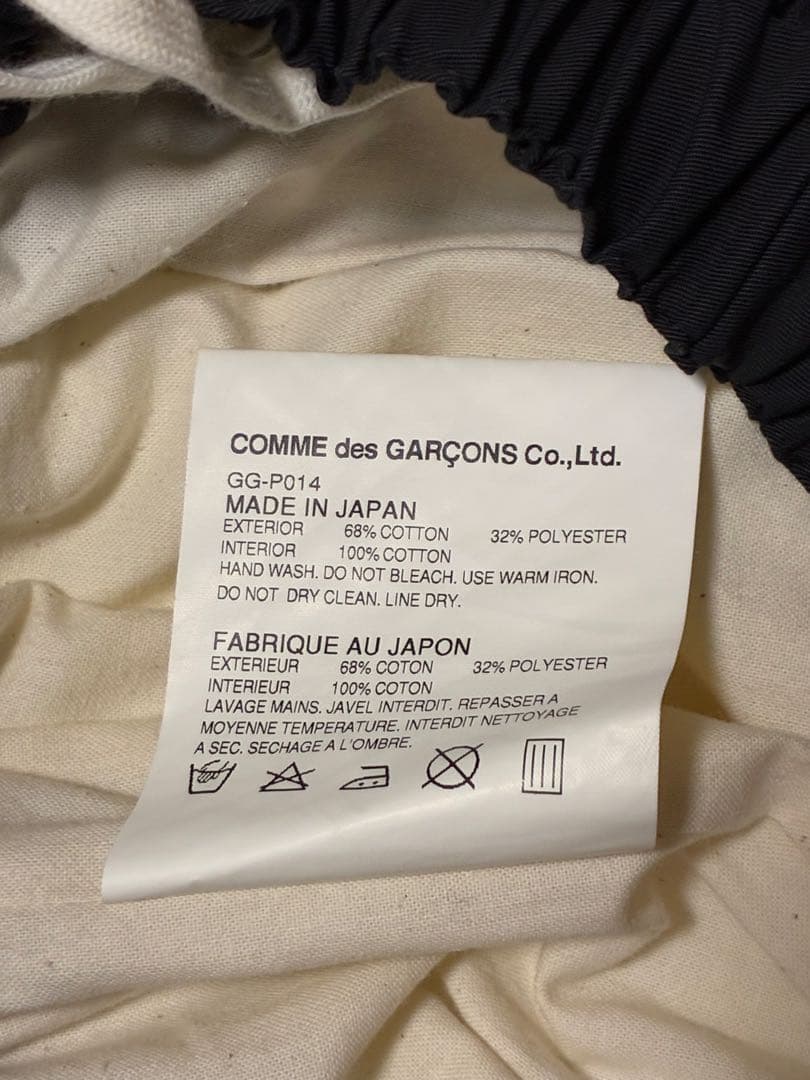 COMME des GARÇONS Co.,Ltd.
GG-P014
MADE IN JAPAN
EXTERIOR 68% COTTON 32% POLYESTER
INTERIOR 100% COTTON
HAND WASH. DO NOT BLEACH. USE WARM IRON.
DO NOT DRY CLEAN. LINE DRY.
FABRIQUE AU JAPON
EXTERIEUR 68% COTON 32% POLYESTER
INTERIEUR 100% COTON
LAVAGE MAINS. JAVEL INTERDIT. REPASSER A
MOYENNE TEMPERATURE. INTERDIT NETTOYAGE
A SEC. SECHAGE A L'OMBRE.